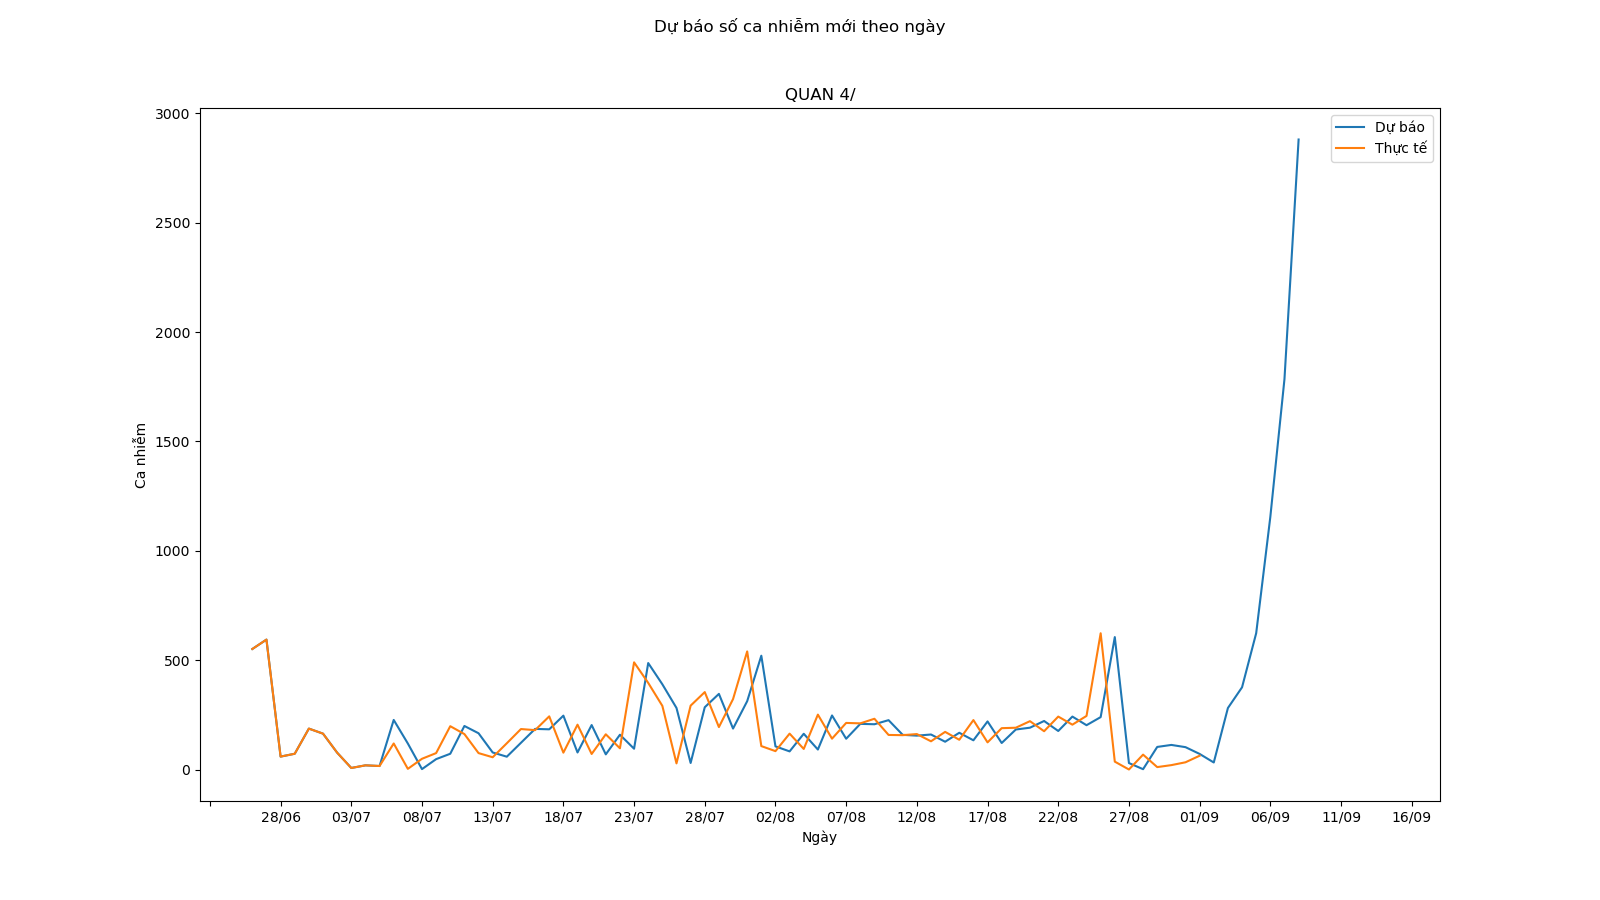 Dự báo số ca nhiễm mới theo ngày
QUAN 4/
Dự báo
Thực tế
3000
2500
2000
1500
1000
500
0
Ca nhiễm
28/06 03/07 08/07 13/07 18/07 23/07 28/07 02/08 07/08 12/08 17/08 22/08 27/08 01/09 06/09 11/09 16/09
Ngày